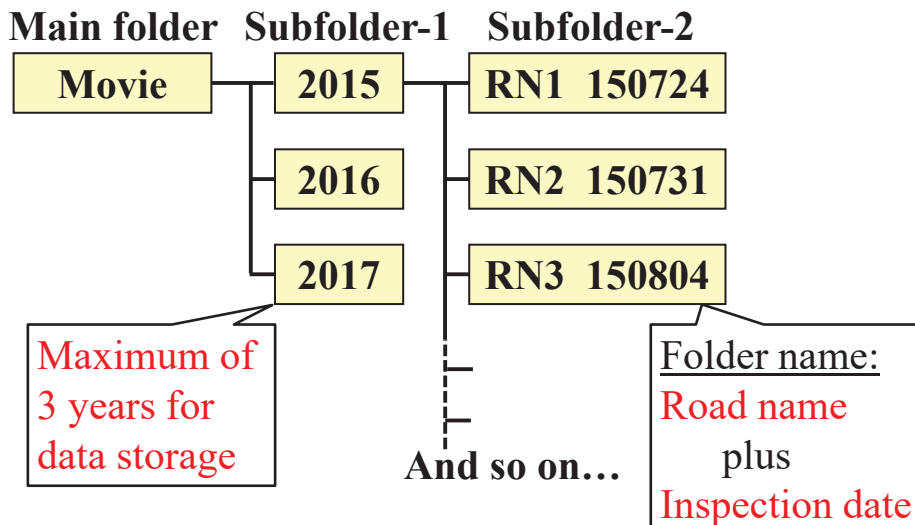 Main folder Subfolder-1 Subfolder-2
Movie 2015 RN1 150724
2016 RN2 150731
2017 RN3 150804
Maximum of
3 years for
data storage
Folder name:
Road name
plus
Inspection date
And so on…